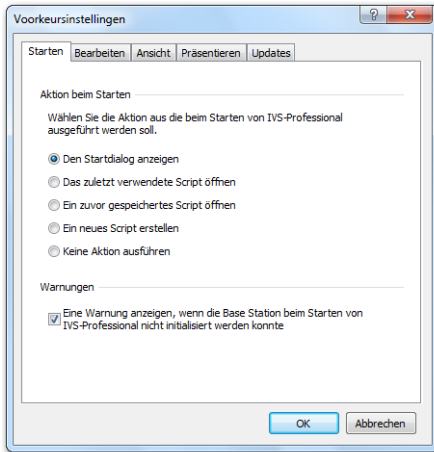 Voorkeursinstellingen
Starten Bearbeiten Ansicht Präsentieren Updates
Aktion beim Starten
Wählen Sie die Aktion aus die beim Starten von IVS-Professional
ausgeführt werden soll.
Den Startdialog anzeigen
Das zuletzt verwendete Script öffnen
Ein zuvor gespeichertes Script öffnen
Ein neues Script erstellen
Keine Aktion ausführen
Warnungen
Eine Warnung anzeigen, wenn die Base Station beim Starten von
IVS-Professional nicht initialisiert werden konnte
OK Abbrechen